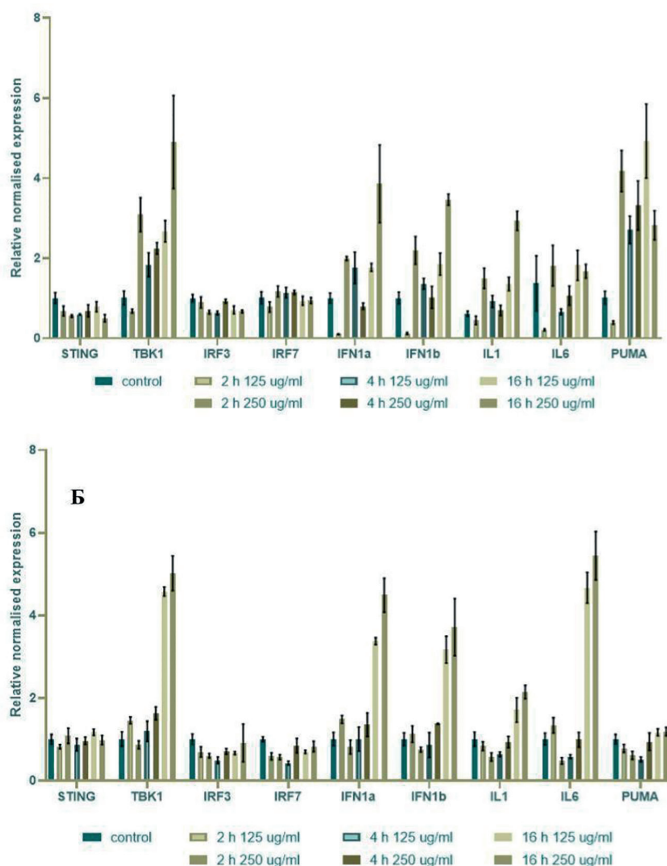 8
6
4
2
0
Relative normalised expression
STING TBK1 IRF3 IRF7 IFN1a IFN1b IL1 IL6 PUMA
control 2 h 125 ug/ml 4 h 125 ug/ml 16 h 125 ug/ml
2 h 250 ug/ml 4 h 250 ug/ml 16 h 250 ug/ml
8
Б
6
4
2
0
Relative normalised expression
STING TBK1 IRF3 IRF7 IFN1a IFN1b IL1 IL6 PUMA
control 2 h 125 ug/ml 4 h 125 ug/ml 16 h 125 ug/ml
2 h 250 ug/ml 4 h 250 ug/ml 16 h 250 ug/ml